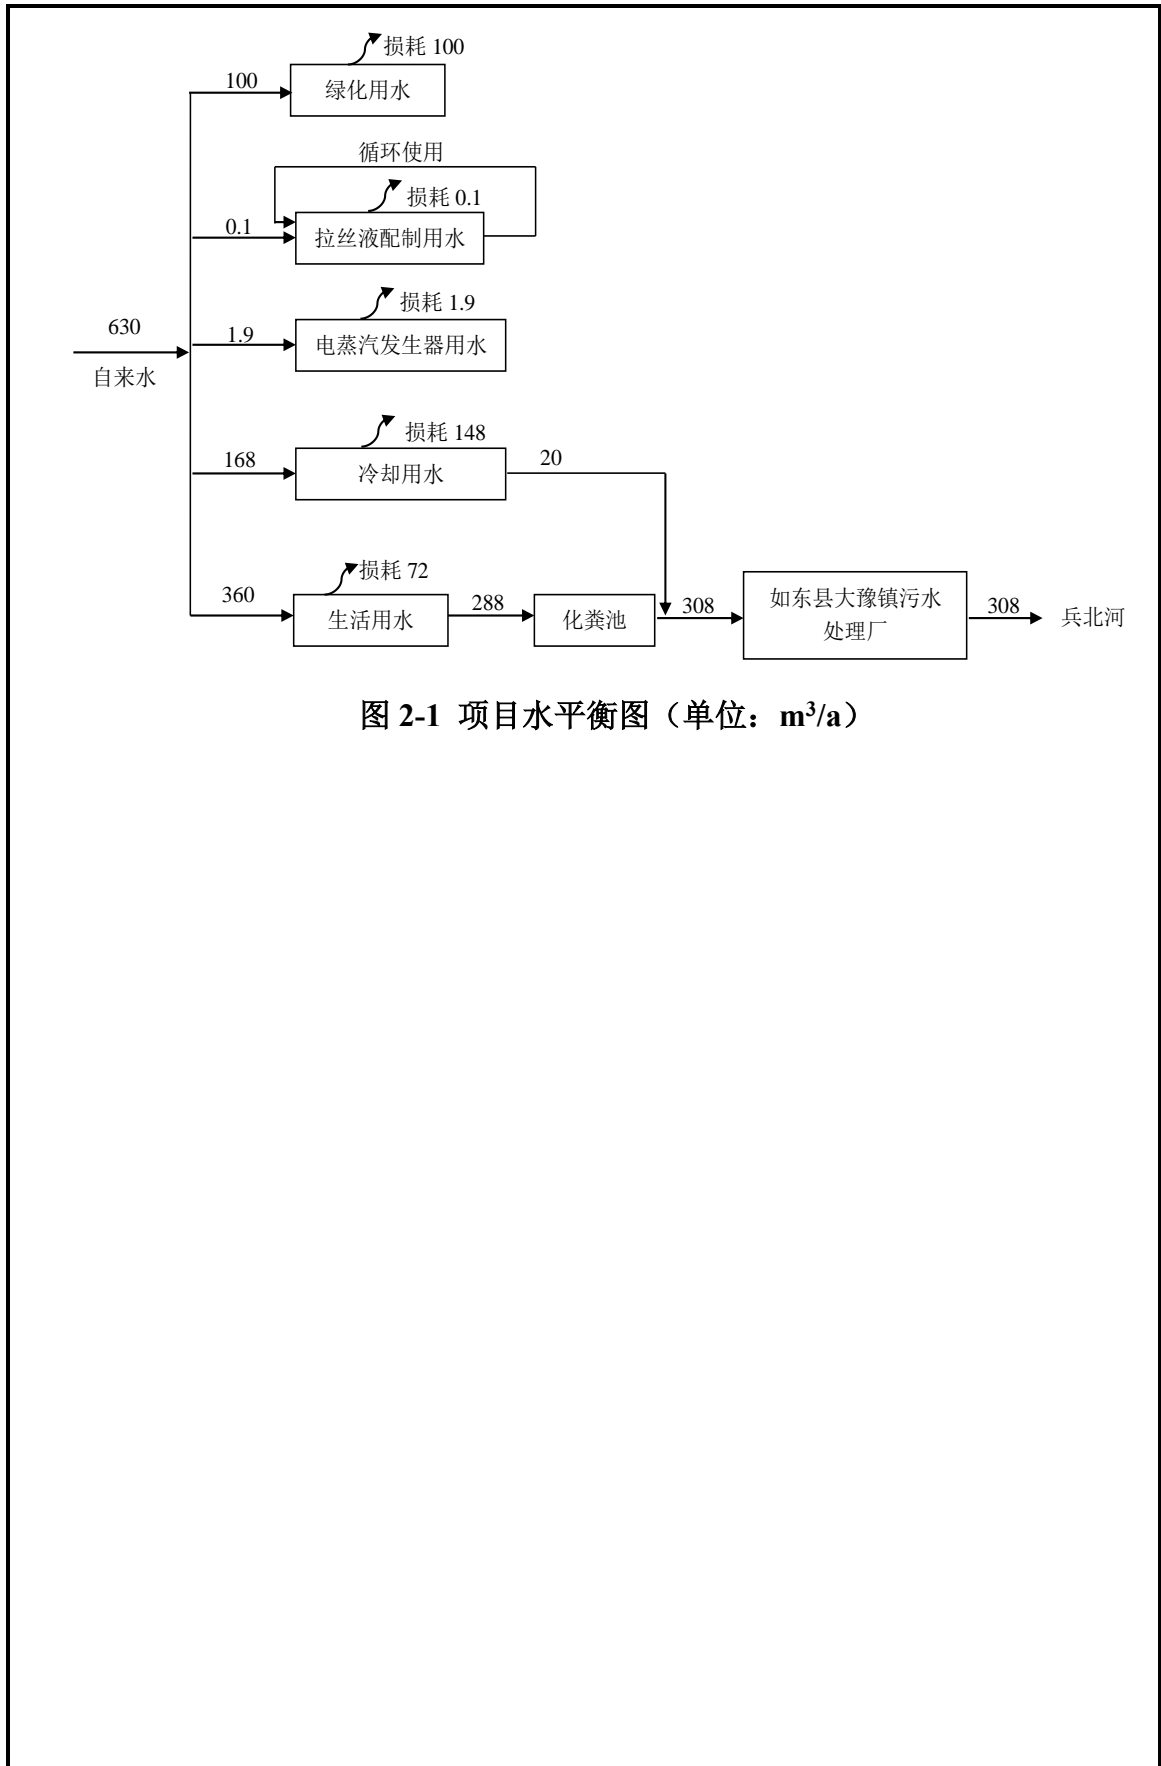 损耗 100
100
绿化用水
循环使用
损耗 0.1
0.1
拉丝液配制用水
损耗 1.9
630
1.9
电蒸汽发生器用水
自来水
损耗 148
168
冷却用水
20
损耗 72
360
生活用水
288
化粪池
308
如东县大豫镇污水
处理厂
308
兵北河
图 2-1 项目水平衡图（单位：m³/a）